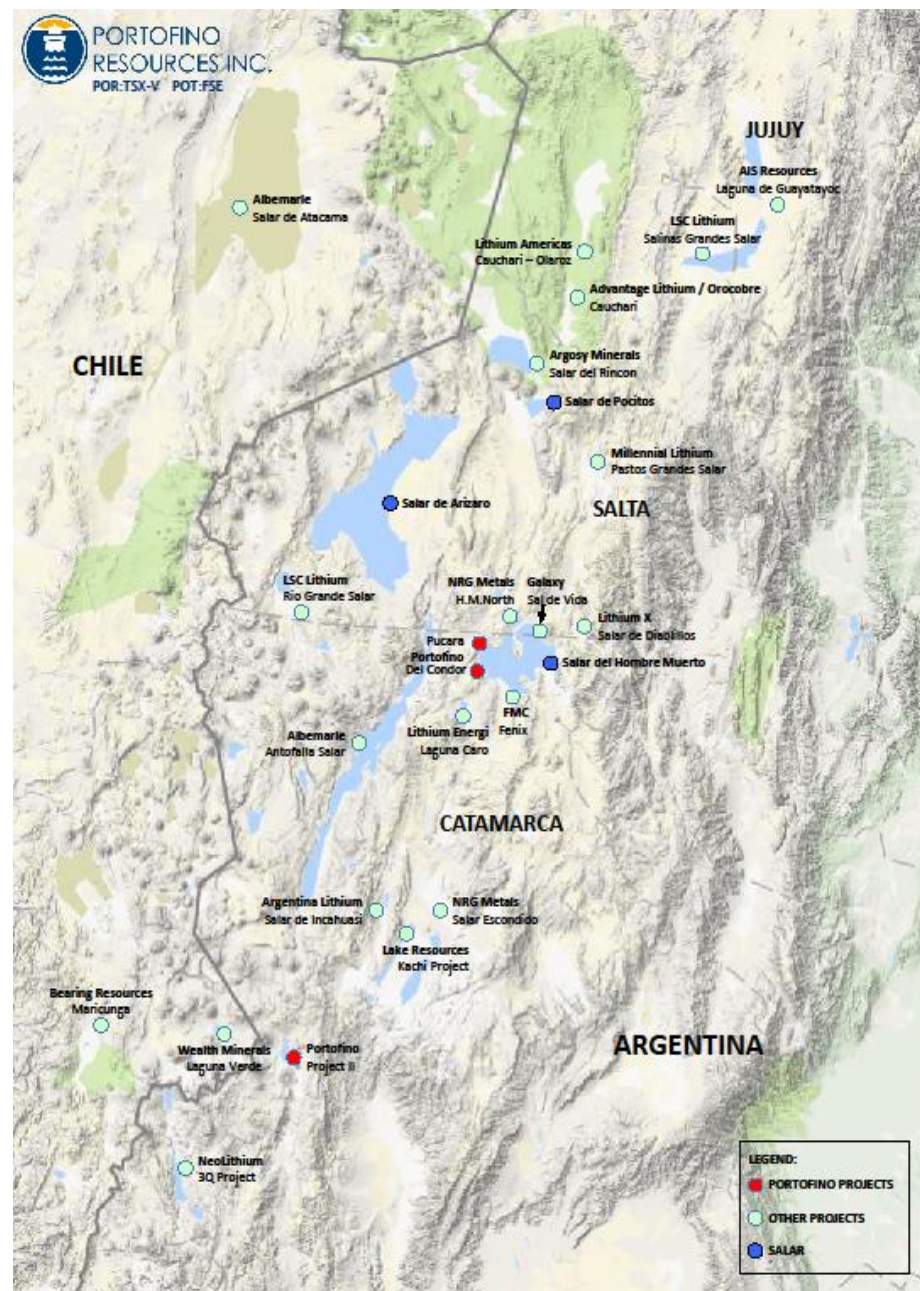 PORTOFINO
RESOURCES INC.
POR:TSX-V POT:FSE
JUJUY
AIS Resources
Laguna de Guayatayoc
Albemarle
Salar de Atacama
LSC Lithium
Salinas Grandes Salar
Lithium Americas
Cauchari – Olaroz
Advantage Lithium / Orocobre
Cauchari
CHILE
Argosy Minerals
Salar del Rincon
Salar de Pocitos
Millennial Lithium
Pastos Grandes Salar
Salar de Arizaro
SALTA
LSC Lithium
Rio Grande Salar
NRG Metals
H.M.North
Galaxy
Sal de Vida
Lithium X
Salar de Diablillos
Pucara
Portofino
Del Condor
Salar del Hombre Muerto
FMC
Fenix
Lithium Energi
Laguna Caro
Albemarle
Antofalla Salar
CATAMARCA
Argentina Lithium
Salar de Incahuasi
NRG Metals
Salar Escondido
Lake Resources
Kachi Project
Bearing Resources
Maricunga
Wealth Minerals
Laguna Verde
Portofino
Project II
ARGENTINA
NeoLithium
3Q Project
LEGEND:
PORTOFINO PROJECTS
OTHER PROJECTS
SALAR